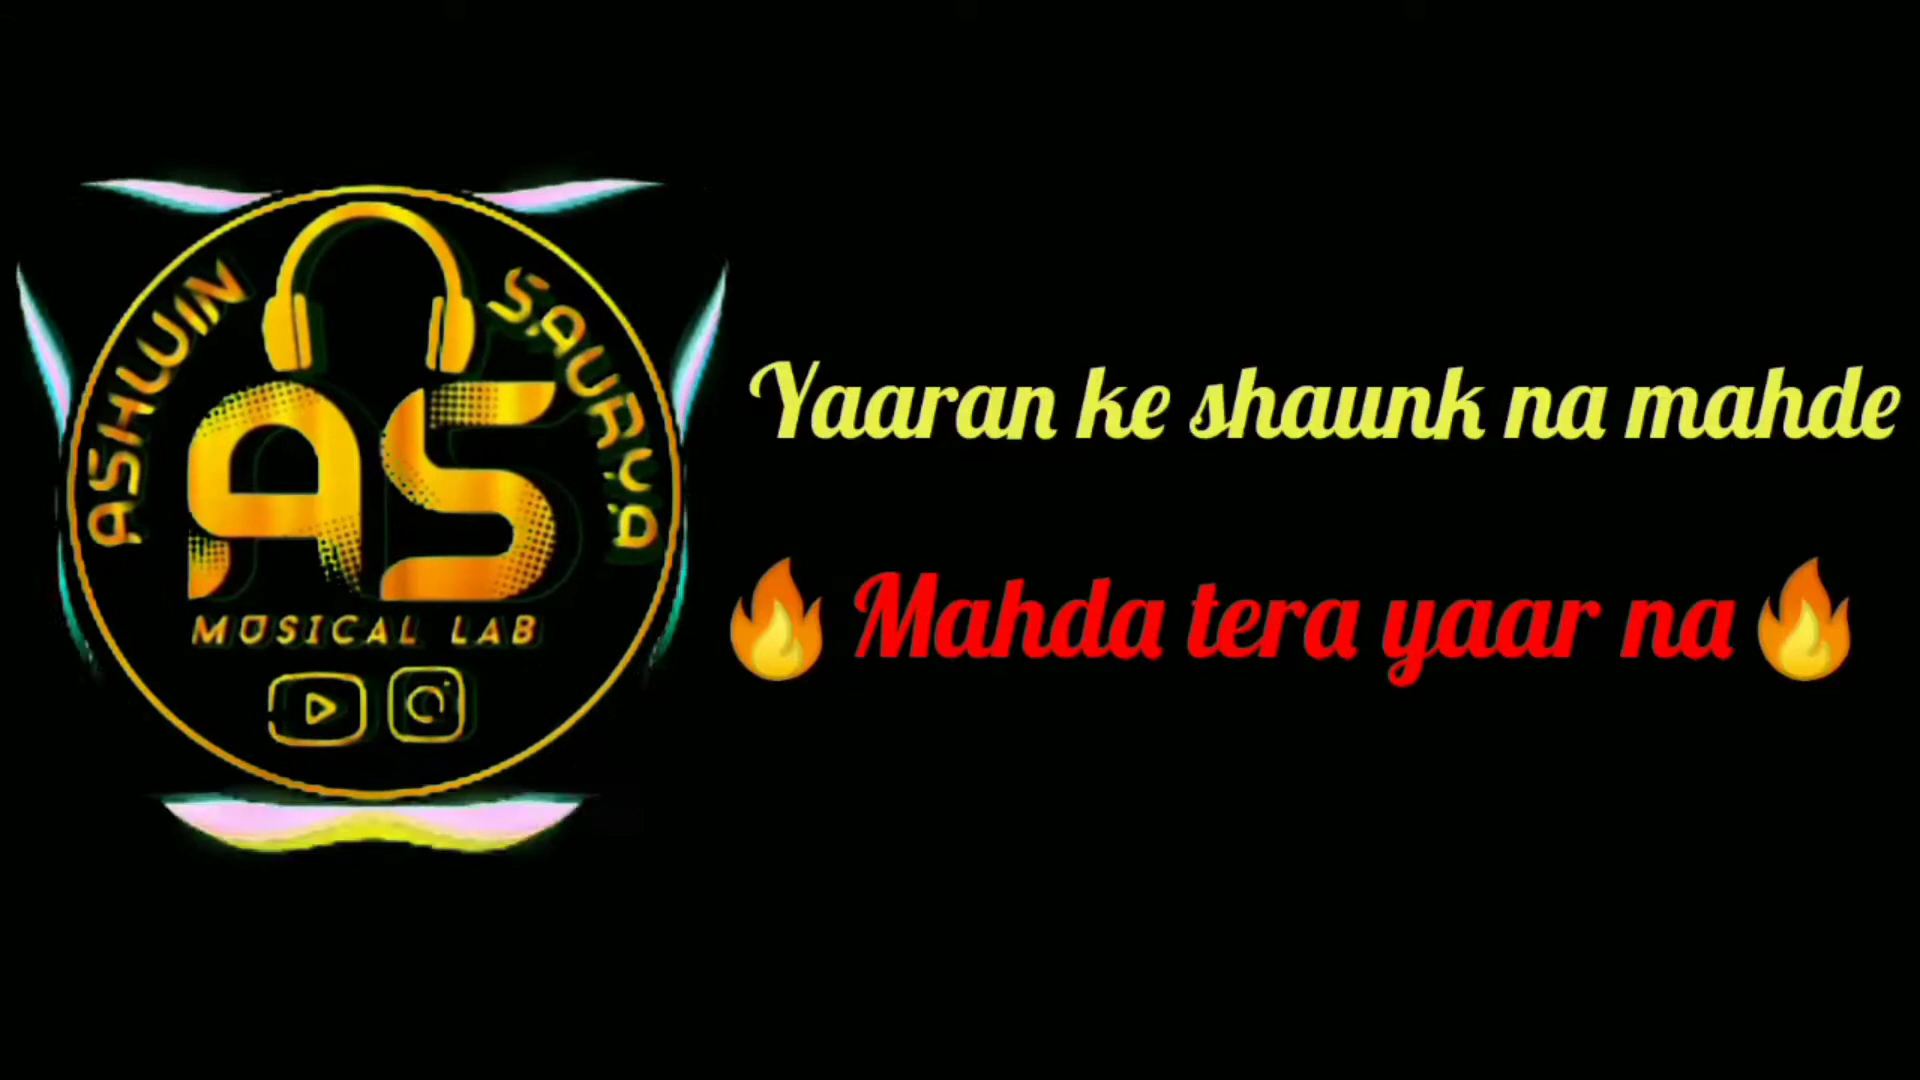 ASHWIN SAURYA
AS
MUSICAL LAB
Yaaran ke shaunk na mahde
🔥 Mahda tera yaar na 🔥